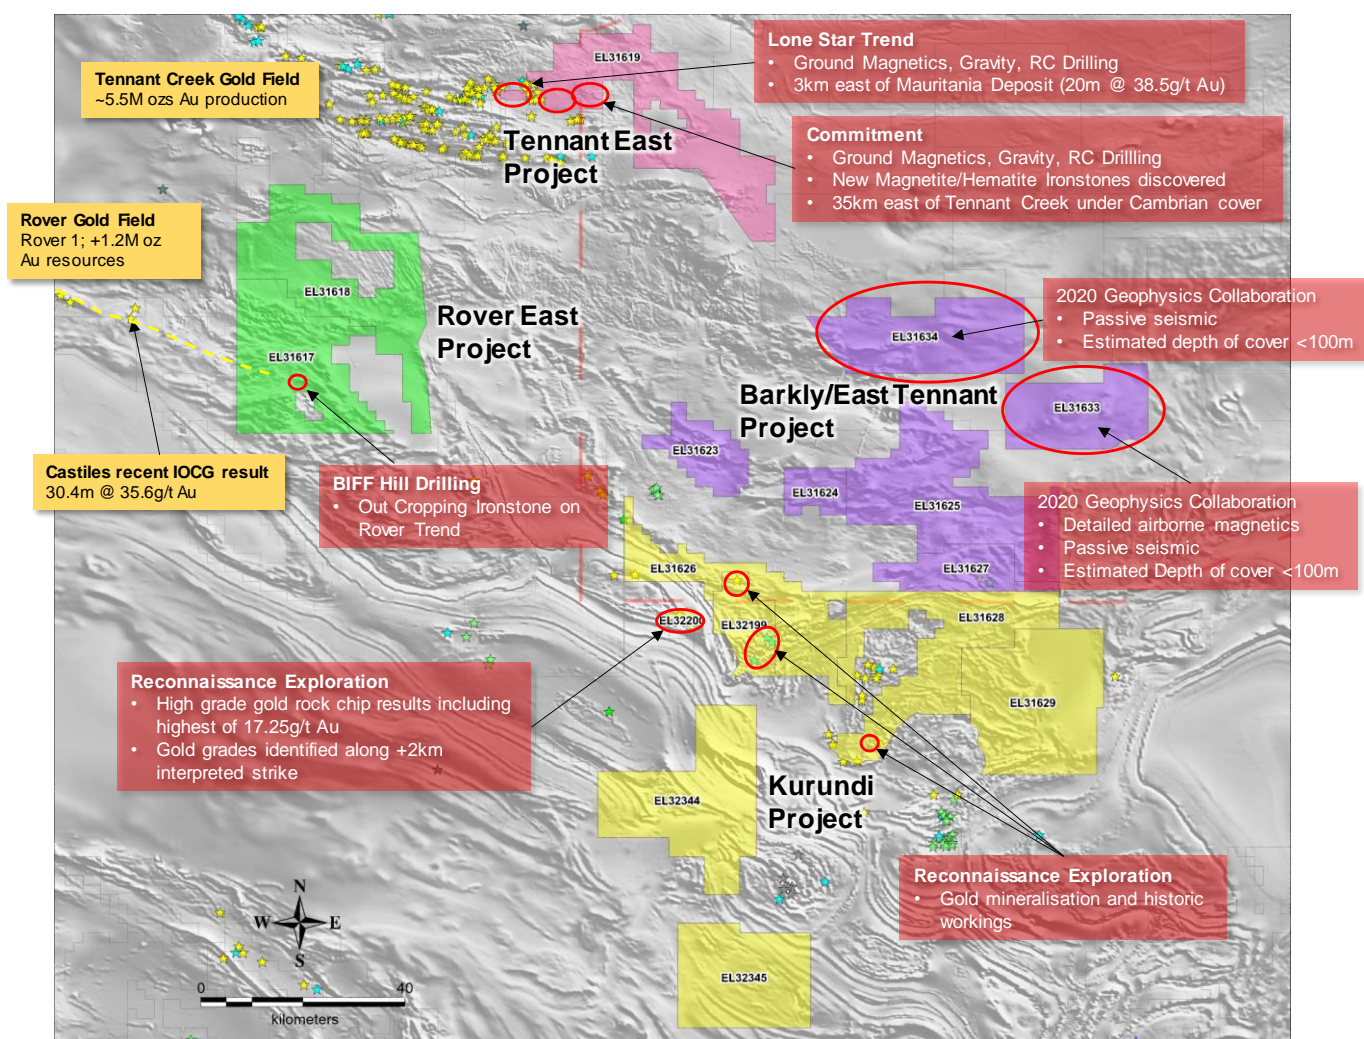 Lone Star Trend
• Ground Magnetics, Gravity, RC Drilling
• 3km east of Mauritania Deposit (20m @ 38.5g/t Au)
EL31619
Tennant Creek Gold Field
~5.5M ozs Au production
Tennant East
Project
Commitment
• Ground Magnetics, Gravity, RC Drillling
• New Magnetite/Hematite Ironstones discovered
• 35km east of Tennant Creek under Cambrian cover
Rover Gold Field
Rover 1; +1.2M oz
Au resources
EL31618
Rover East
Project
EL31617
2020 Geophysics Collaboration
• Passive seismic
• Estimated depth of cover <100m
EL31634
Barkly/East Tennant
Project
EL31633
EL31623
Castiles recent IOCG result
30.4m @ 35.6g/t Au
BIFF Hill Drilling
• Out Cropping Ironstone on
Rover Trend
EL31624
EL31625
2020 Geophysics Collaboration
• Detailed airborne magnetics
• Passive seismic
• Estimated Depth of cover <100m
EL31626
EL31627
EL32200
EL32199
EL31628
Reconnaissance Exploration
• High grade gold rock chip results including
highest of 17.25g/t Au
• Gold grades identified along +2km
interpreted strike
EL31629
EL32344
Kurundi
Project
Reconnaissance Exploration
• Gold mineralisation and historic
workings
N
W
E
S
EL32345
0
40
kilometers